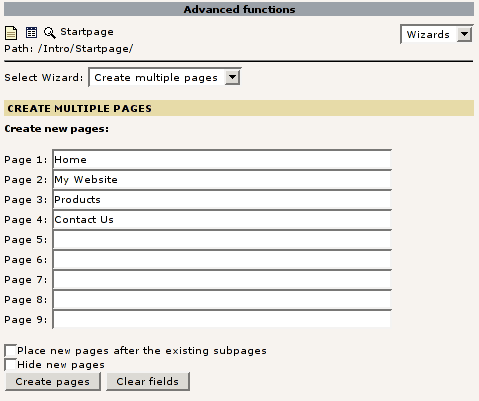 Advanced functions
Startpage
Wizards
Path: /Intro/Startpage/
Select Wizard: Create multiple pages
CREATE MULTIPLE PAGES
Create new pages:
Page 1: Home
Page 2: My Website
Page 3: Products
Page 4: Contact Us
Page 5:
Page 6:
Page 7:
Page 8:
Page 9:
Place new pages after the existing subpages
Hide new pages
Create pages Clear fields